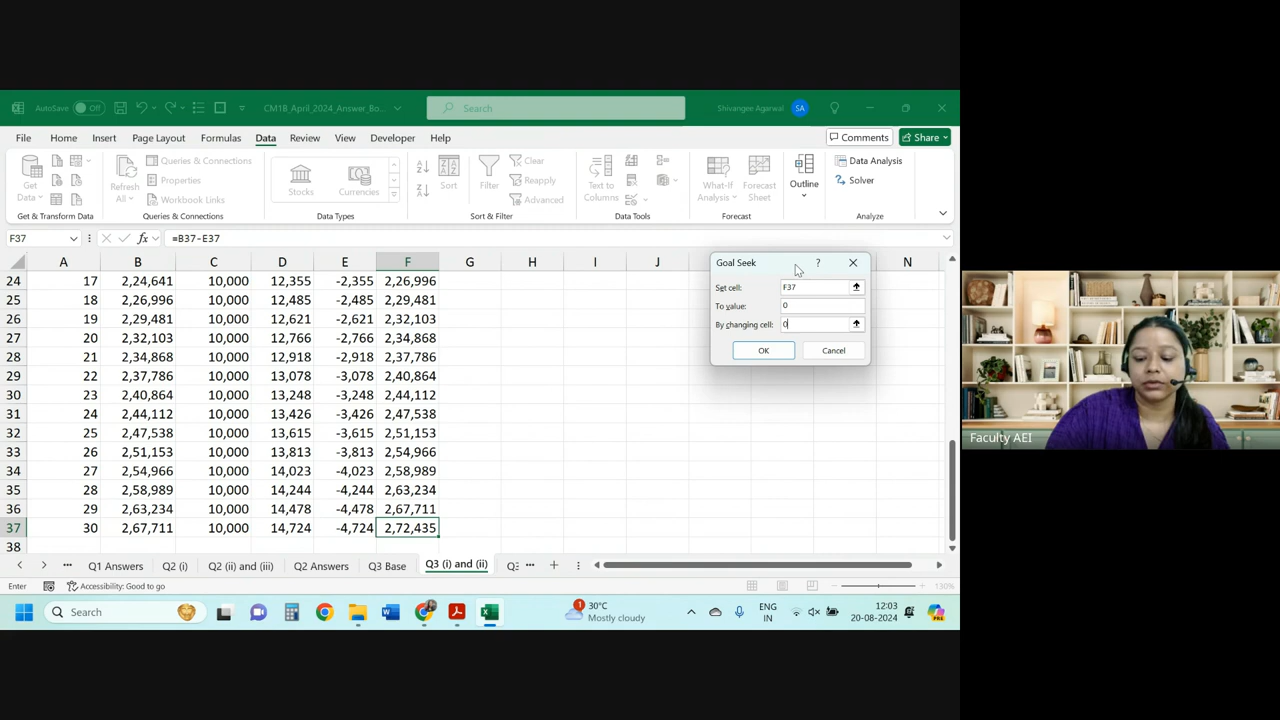 AutoSave Off CM1B_April_2024_Answer_Bo... Search Shivangee Agarwal SA
File Home Insert Page Layout Formulas Data Review View Developer Help Comments Share
Get Data Refresh All Queries & Connections Properties Workbook Links Stocks Currencies Sort Filter Clear Reapply Advanced Text to Columns What-If Analysis Forecast Sheet Outline Data Analysis Solver
Get & Transform Data Queries & Connections Data Types Sort & Filter Data Tools Forecast Analyze
F37 fx =B37-E37
A B C D E F G H I J N
24 17 2,24,641 10,000 12,355 -2,355 2,26,996
25 18 2,26,996 10,000 12,485 -2,485 2,29,481
26 19 2,29,481 10,000 12,621 -2,621 2,32,103
27 20 2,32,103 10,000 12,766 -2,766 2,34,868
28 21 2,34,868 10,000 12,918 -2,918 2,37,786
29 22 2,37,786 10,000 13,078 -3,078 2,40,864
30 23 2,40,864 10,000 13,248 -3,248 2,44,112
31 24 2,44,112 10,000 13,426 -3,426 2,47,538
32 25 2,47,538 10,000 13,615 -3,615 2,51,153
33 26 2,51,153 10,000 13,813 -3,813 2,54,966
34 27 2,54,966 10,000 14,023 -4,023 2,58,989
35 28 2,58,989 10,000 14,244 -4,244 2,63,234
36 29 2,63,234 10,000 14,478 -4,478 2,67,711
37 30 2,67,711 10,000 14,724 -4,724 2,72,435
38
Goal Seek ?
Set cell: F37
To value: 0
By changing cell: 0
OK Cancel
Faculty AEI
... Q1 Answers Q2 (i) Q2 (ii) and (iii) Q2 Answers Q3 Base Q3 (i) and (ii) Q3 ...
Enter Accessibility: Good to go 130%
Search 1 30°C Mostly cloudy ENG IN 12:03 20-08-2024